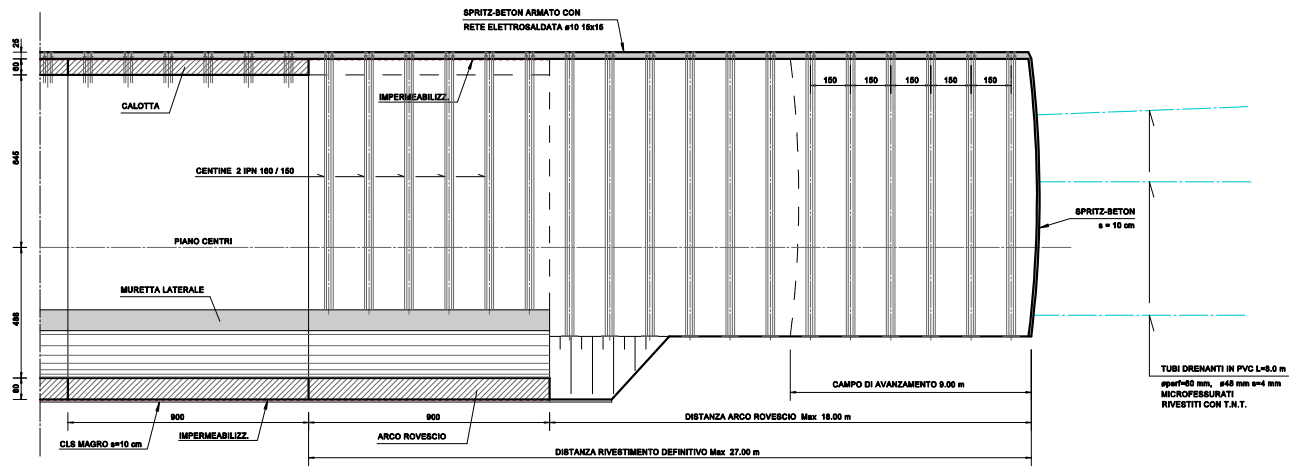 SPRITZ-BETON ARMATO CON
RETE ELETTROSALDATA ø10 15x15
25
60
CALOTTA
IMPERMEABILIZZ.
150
150
150
150
150
645
CENTINE 2 IPN 160 / 150
SPRITZ-BETON
s = 10 cm
PIANO CENTRI
MURETTA LATERALE
486
80
CAMPO DI AVANZAMENTO 9.00 m
TUBI DRENANTI IN PVC L=8.0 m
øperf=60 mm, ø48 mm s=4 mm
MICROFESSURATI
RIVESTITI CON T.N.T.
900
900
DISTANZA ARCO ROVESCIO Max 18.00 m
CLS MAGRO s=10 cm
IMPERMEABILIZZ.
ARCO ROVESCIO
DISTANZA RIVESTIMENTO DEFINITIVO Max 27.00 m